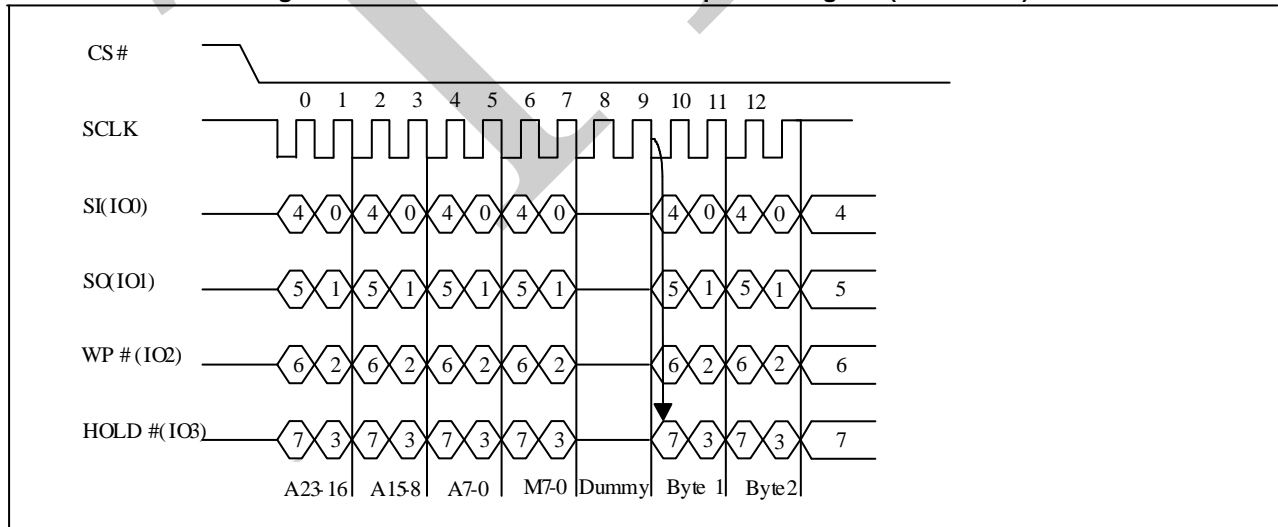 CS#
0 1 2 3 4 5 6 7 8 9 10 11 12
SCLK
SI(IO0) 4 0 4 0 4 0 4 0 4 0 4 0 4
SO(IO1) 5 1 5 1 5 1 5 1 5 1 5 1 5
WP #(IO2) 6 2 6 2 6 2 6 2 6 2 6 2 6
HOLD #(IO3) 7 3 7 3 7 3 7 3 7 3 7 3 7
A23-16 A15-8 A7-0 M7-0 Dummy Byte 1 Byte2